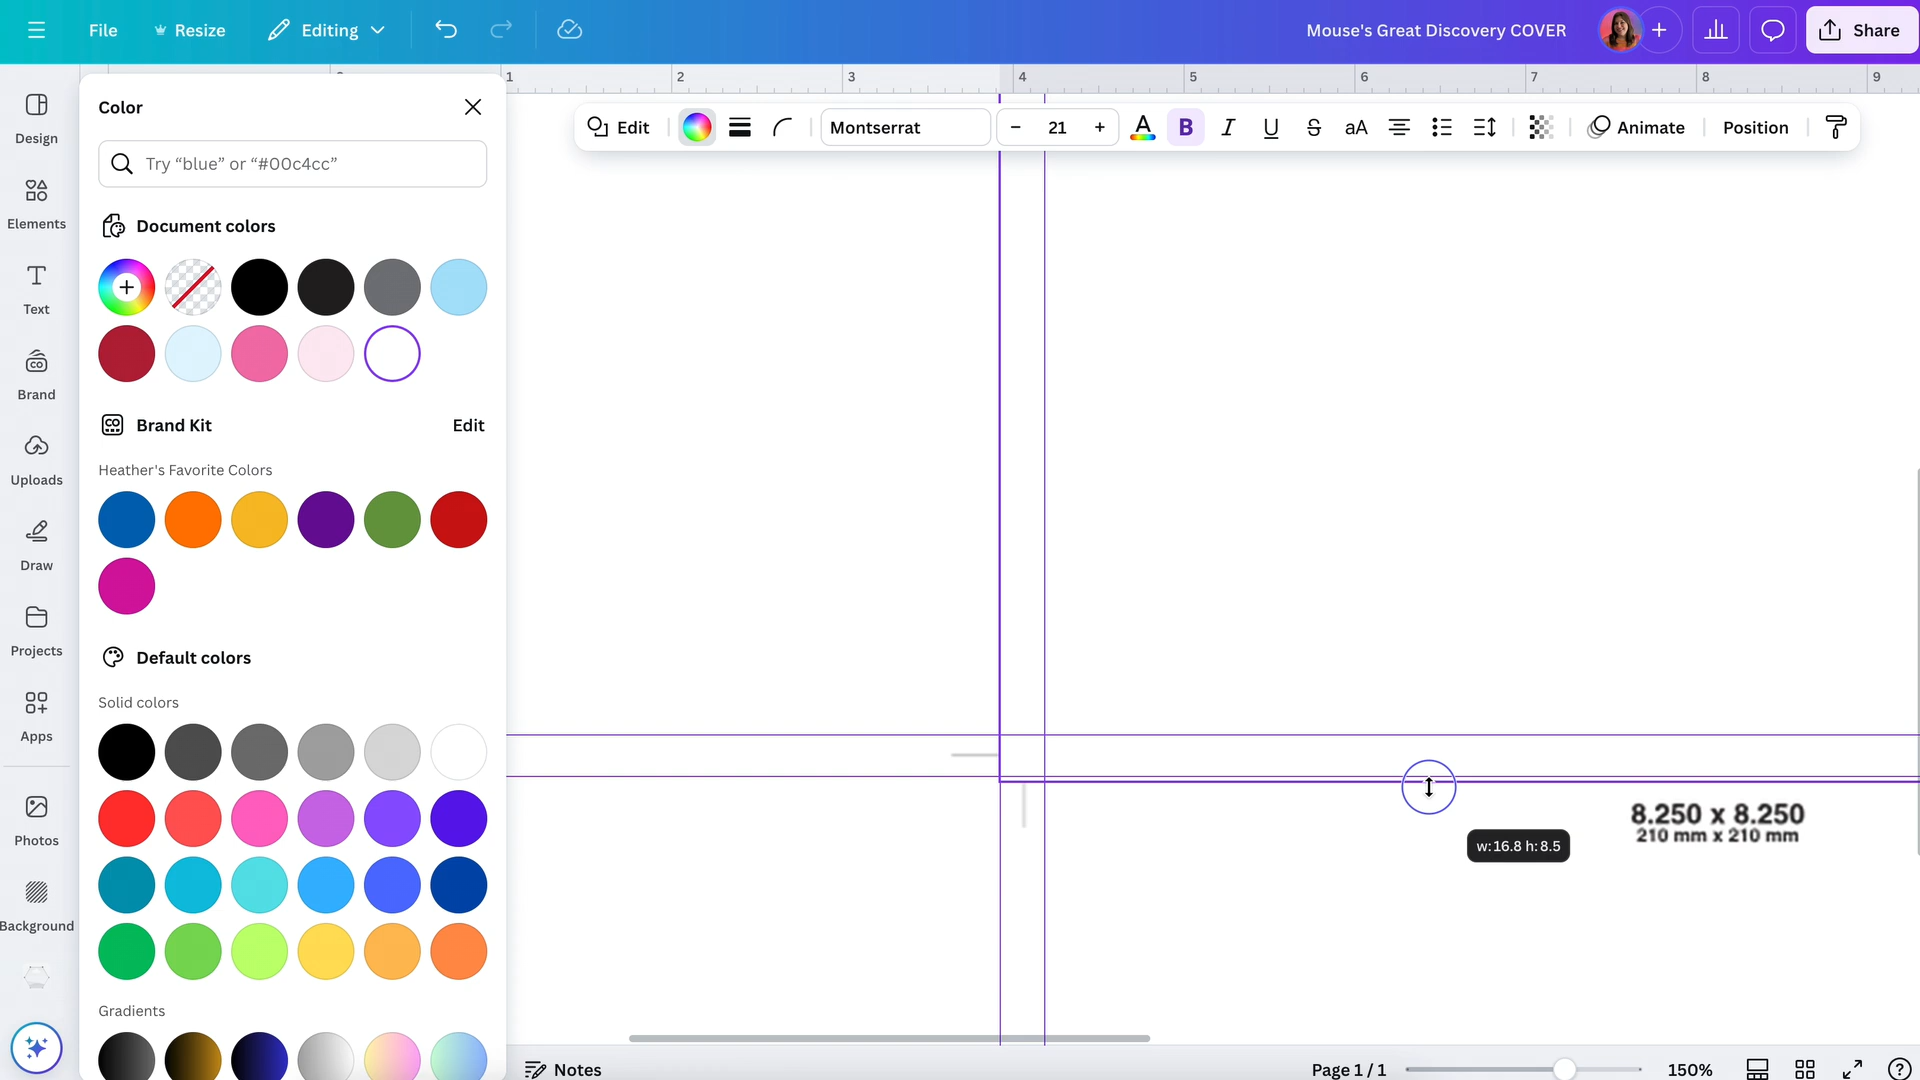 File
Resize
Editing
Mouse's Great Discovery COVER
Share
1
2
3
4
5
6
7
8
9
Edit
Montserrat
− 21 +
A
B
I
U
S
aA
Animate
Position
Design
Elements
Text
Brand
Uploads
Draw
Projects
Apps
Photos
Background
Color
Try “blue” or “#00c4cc”
Document colors
Brand Kit
Edit
Heather's Favorite Colors
Default colors
Solid colors
Gradients
8.250 x 8.250
210 mm x 210 mm
w:16.8 h:8.5
Notes
Page 1 / 1
150%